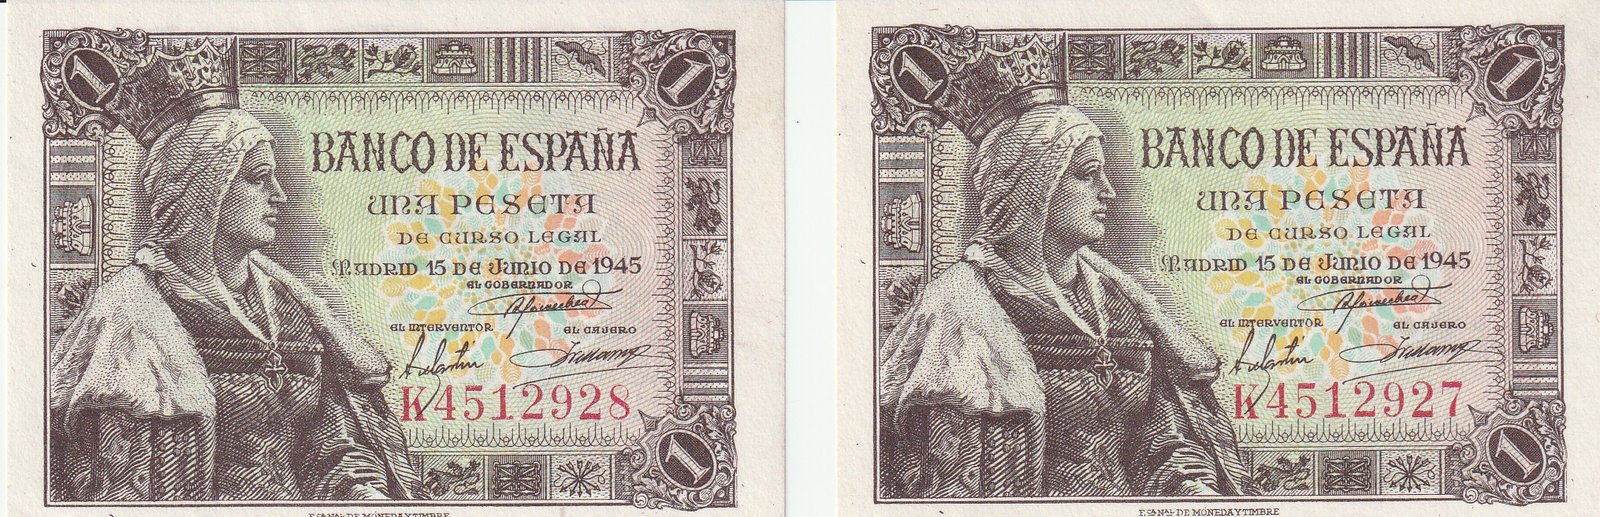 1
1
BANCO DE ESPAÑA
UNA PESETA
DE CURSO LEGAL
MADRID 15 DE JUNIO DE 1945
EL GOBERNADOR
EL INTERVENTOR EL CAJERO
K4512928
1
FCA NAL DE MONEDA Y TIMBRE
1
1
BANCO DE ESPAÑA
UNA PESETA
DE CURSO LEGAL
MADRID 15 DE JUNIO DE 1945
EL GOBERNADOR
EL INTERVENTOR EL CAJERO
K4512927
1
FCA NAL DE MONEDA Y TIMBRE